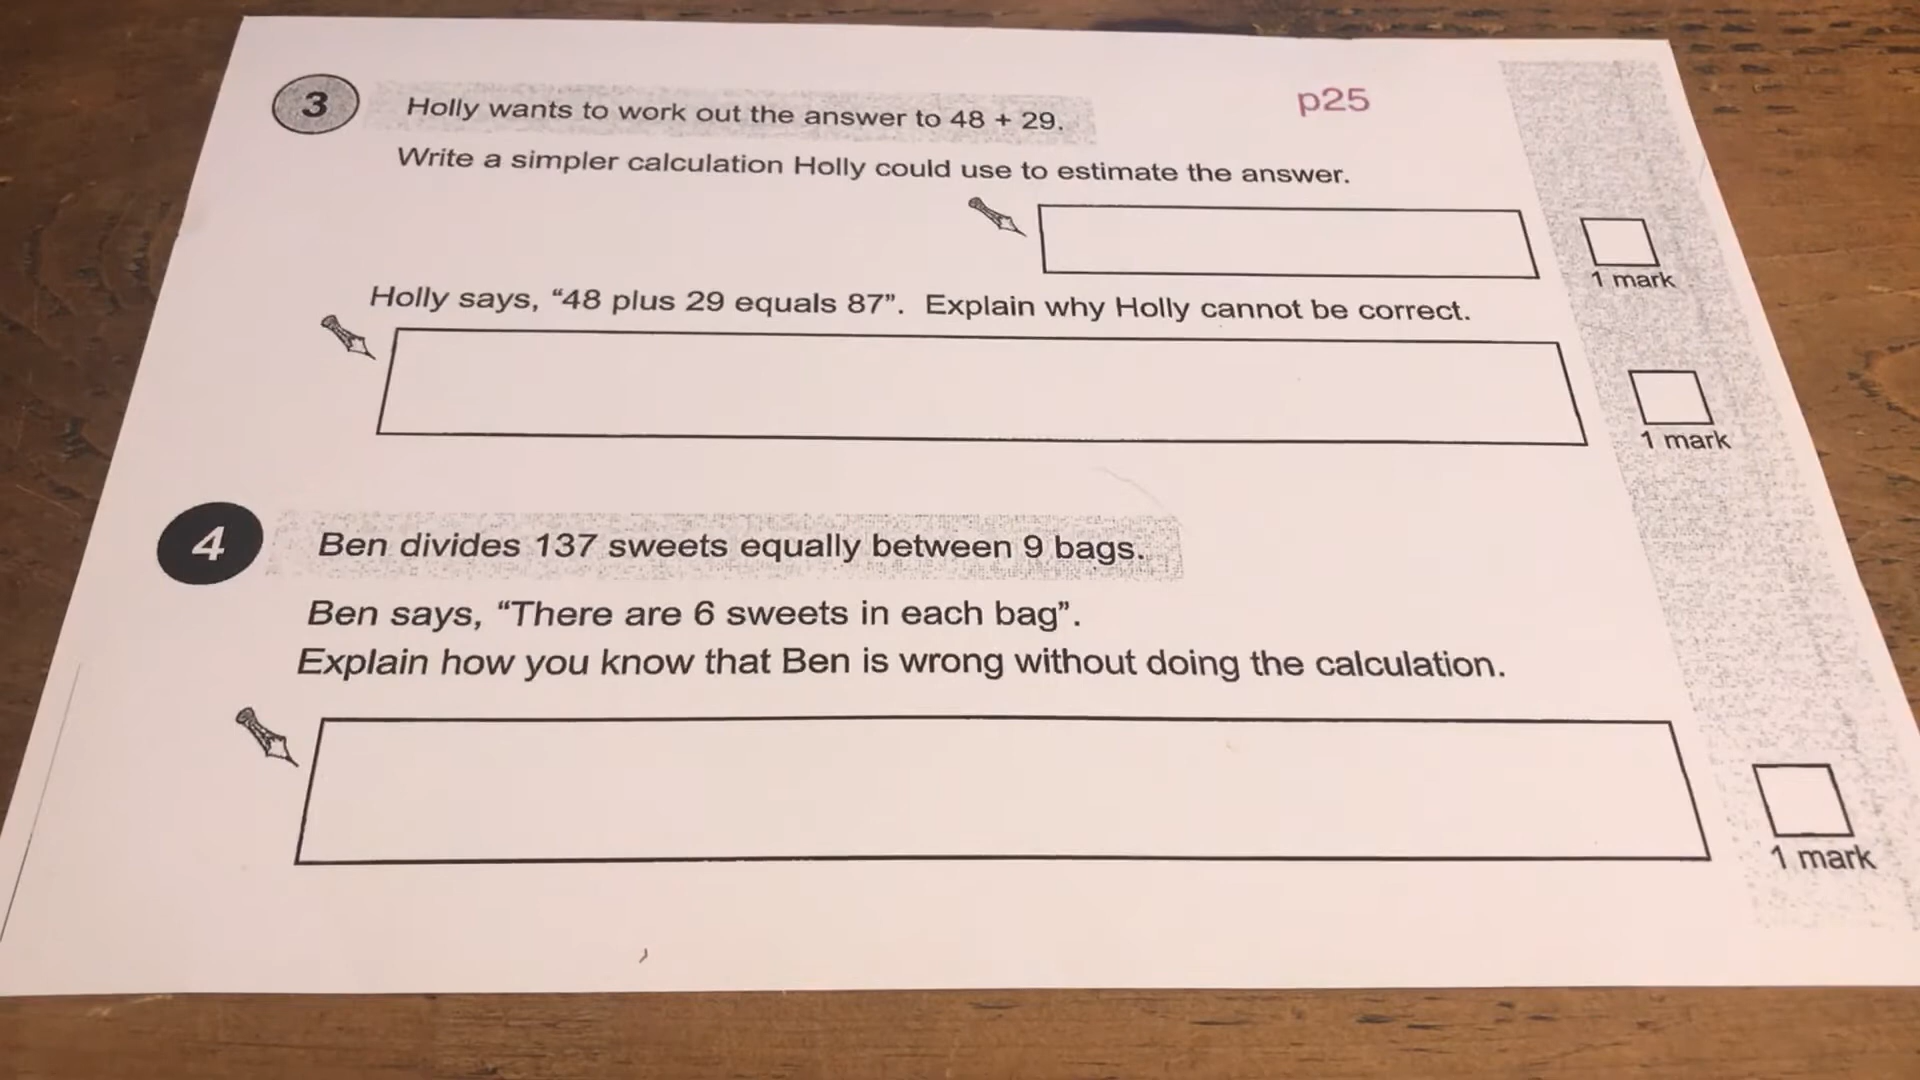 3 Holly wants to work out the answer to 48 + 29.
p25
Write a simpler calculation Holly could use to estimate the answer.
1 mark
Holly says, “48 plus 29 equals 87”. Explain why Holly cannot be correct.
1 mark
4 Ben divides 137 sweets equally between 9 bags.
Ben says, “There are 6 sweets in each bag”.
Explain how you know that Ben is wrong without doing the calculation.
1 mark